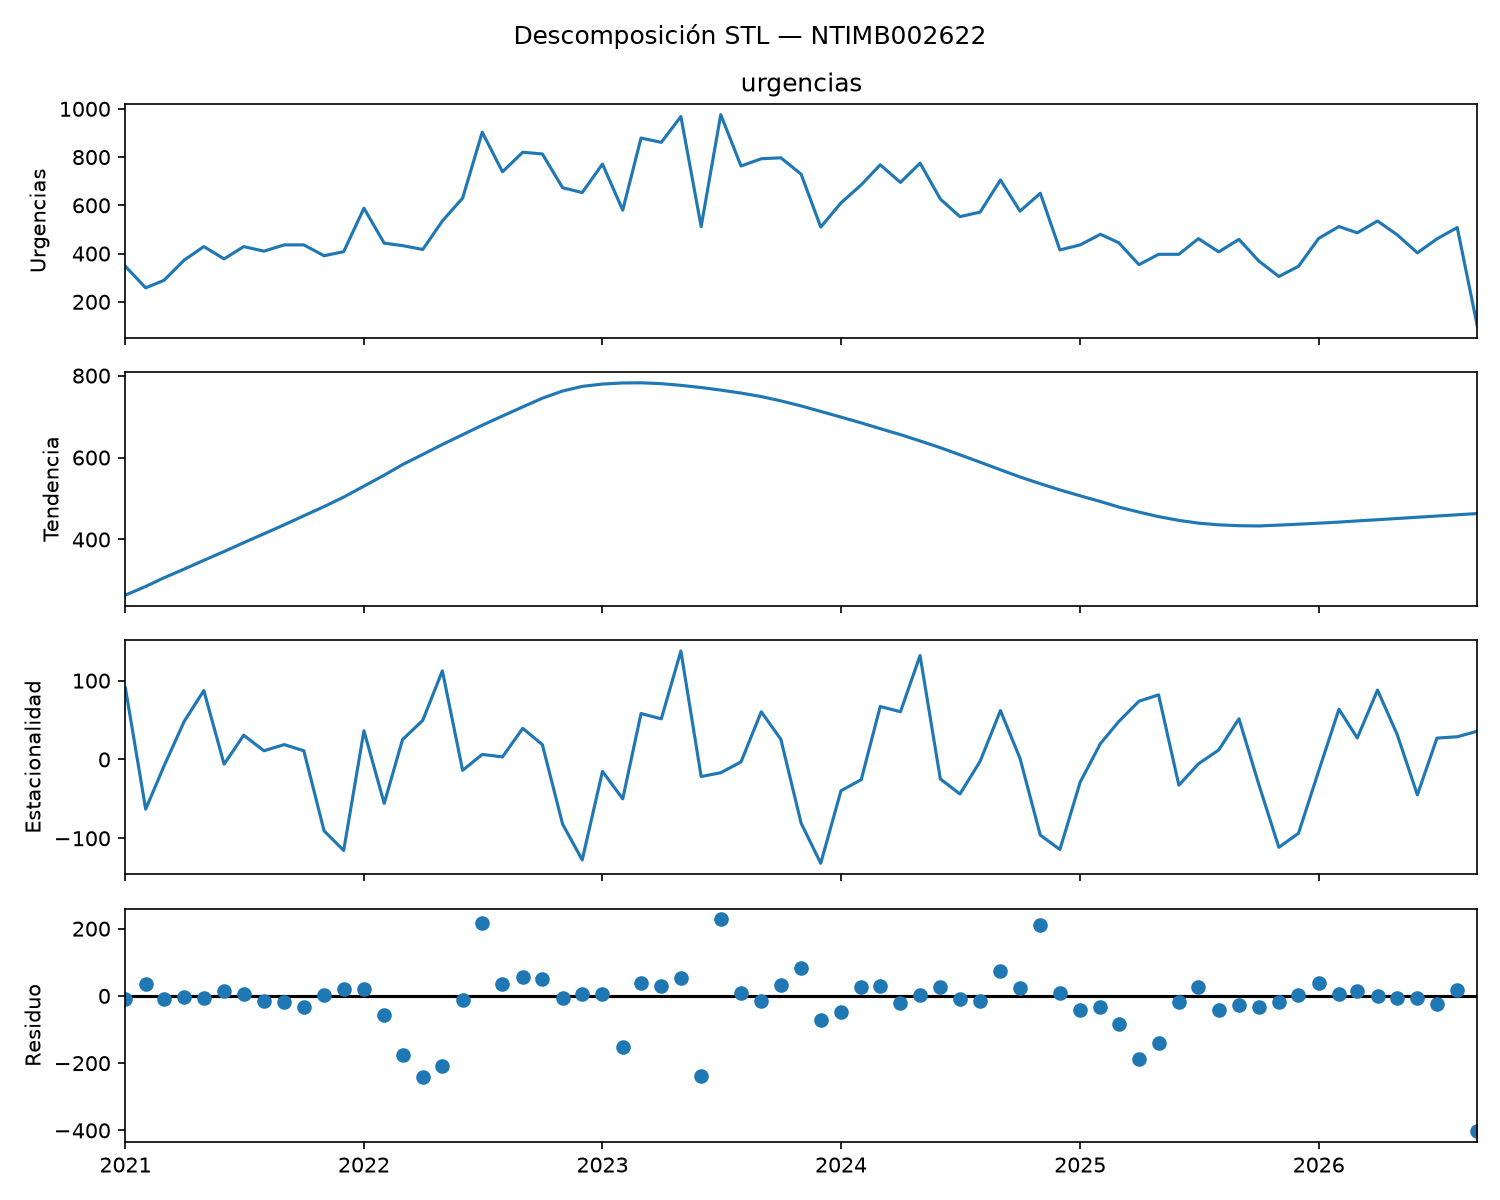 Descomposición STL — NTIMB002622
urgencias
Urgencias
1000
800
600
400
200
Tendencia
800
600
400
Estacionalidad
100
0
−100
Residuo
200
0
−200
−400
2021 2022 2023 2024 2025 2026